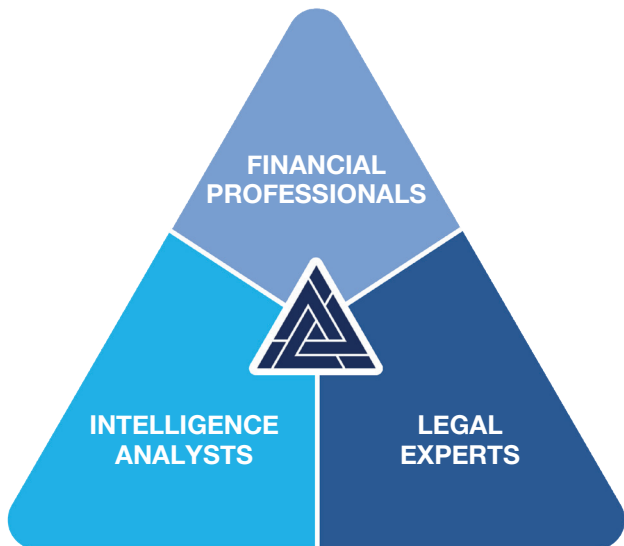 FINANCIAL
PROFESSIONALS
INTELLIGENCE
ANALYSTS
LEGAL
EXPERTS